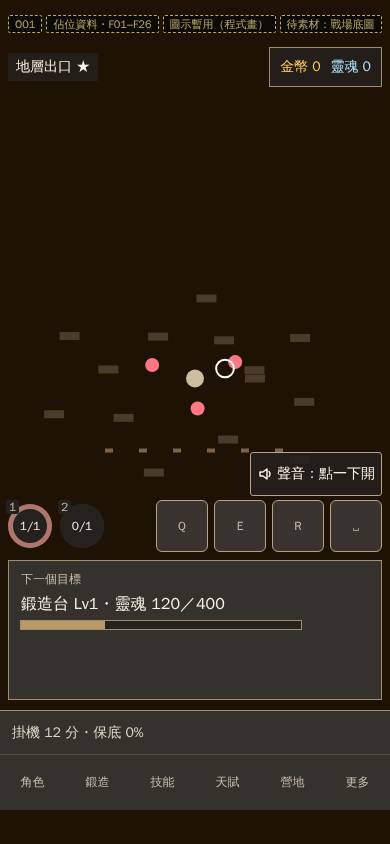 001 佔位資料・F01–F26 圖示暫用（程式畫） 待素材：戰場底圖
地層出口 ★
金幣 0 靈魂 0
聲音：點一下開
1 1/1 2 0/1 Q E R ␣
下一個目標
鍛造台 Lv1・靈魂 120／400
掛機 12 分・保底 0%
角色 鍛造 技能 天賦 營地 更多